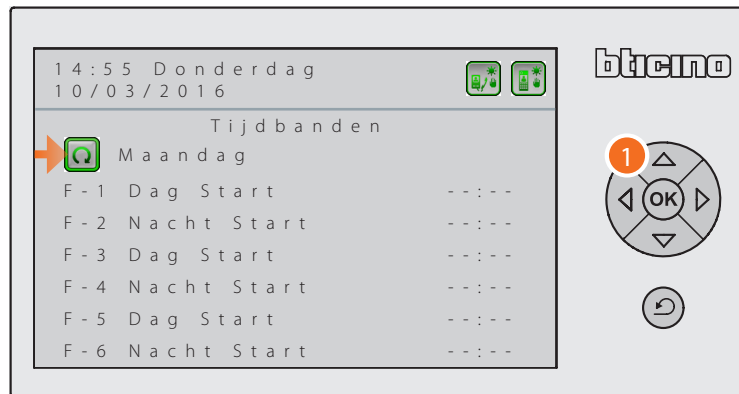 14:55 Donderdag
10/03/2016
bticino
Tijdbanden
Maandag
F-1 Dag Start --:--
F-2 Nacht Start --:--
F-3 Dag Start --:--
F-4 Nacht Start --:--
F-5 Dag Start --:--
F-6 Nacht Start --:--
1
OK